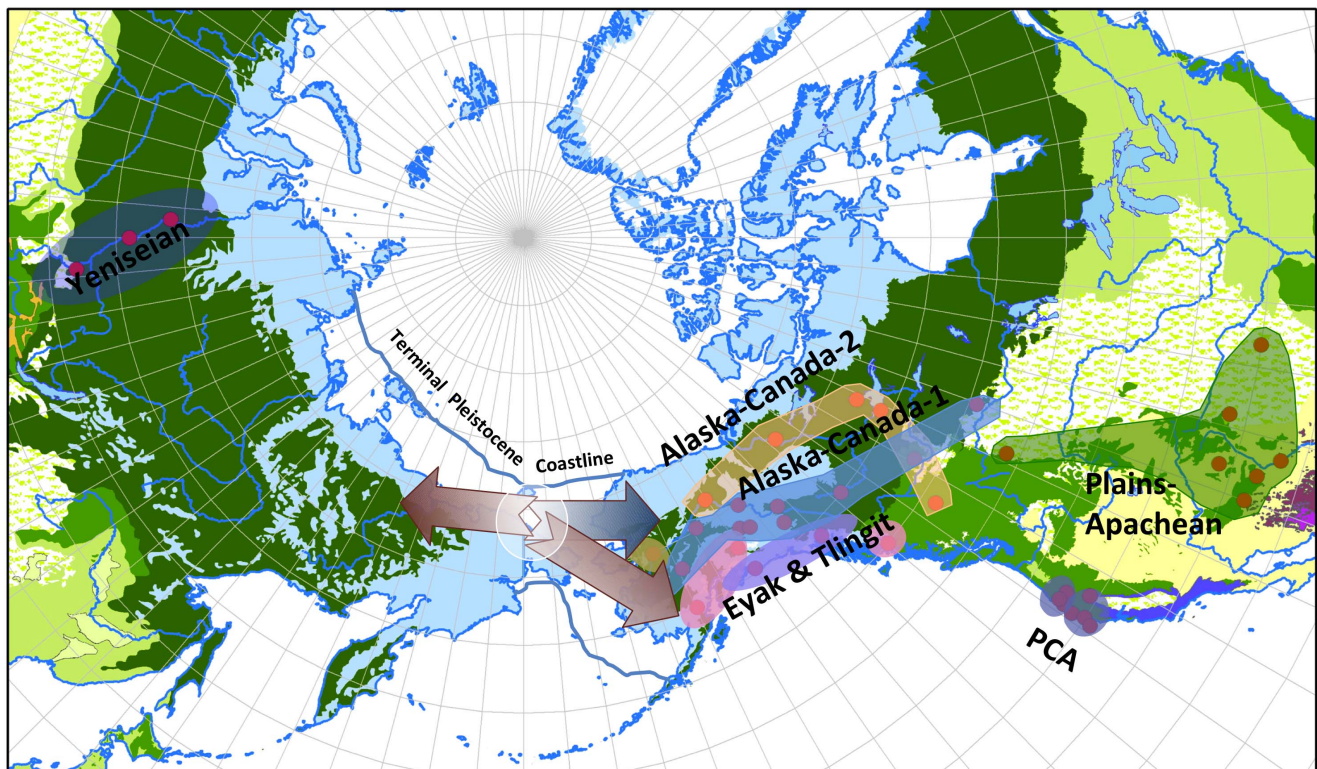 Yeniseian
Terminal Pleistocene
Coastline
Alaska-Canada-2
Alaska-Canada-1
Eyak & Tlingit
Plains-
Apachean
PCA